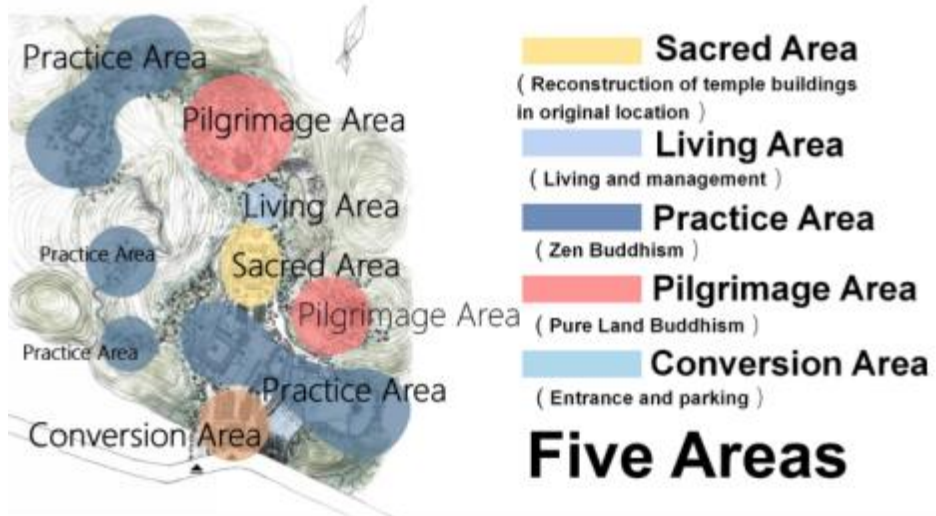 Practice Area
Pilgrimage Area
Living Area
Practice Area
Sacred Area
Pilgrimage Area
Practice Area
Practice Area
Conversion Area
Sacred Area
( Reconstruction of temple buildings
in original location )
Living Area
( Living and management )
Practice Area
( Zen Buddhism )
Pilgrimage Area
( Pure Land Buddhism )
Conversion Area
( Entrance and parking )
Five Areas